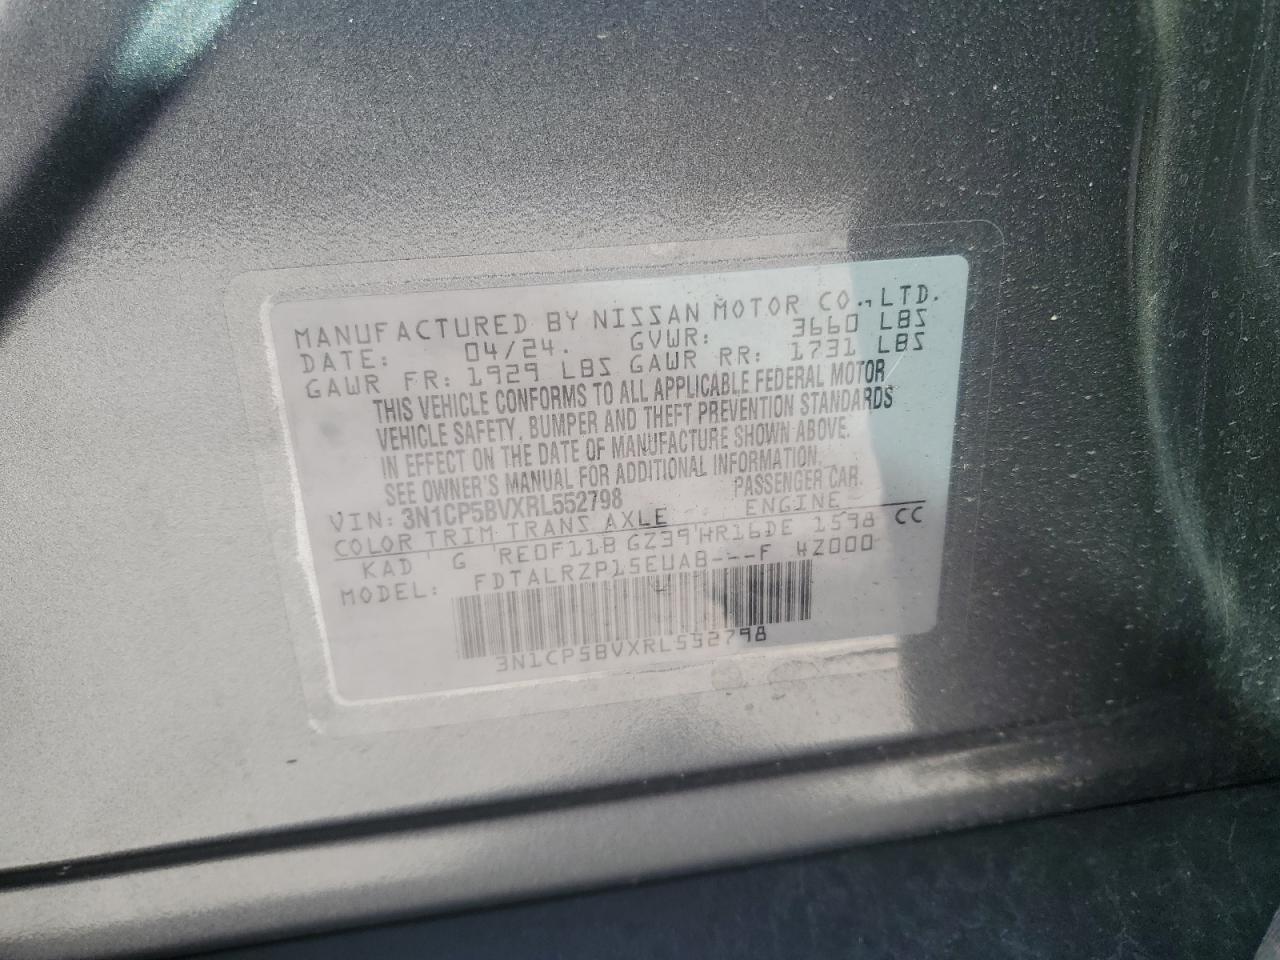 MANUFACTURED BY NISSAN MOTOR CO., LTD.
DATE: 04/24. GVWR: 3660 LBS
GAWR FR: 1929 LBS GAWR RR: 1731 LBS
THIS VEHICLE CONFORMS TO ALL APPLICABLE FEDERAL MOTOR
VEHICLE SAFETY, BUMPER AND THEFT PREVENTION STANDARDS
IN EFFECT ON THE DATE OF MANUFACTURE SHOWN ABOVE.
SEE OWNER'S MANUAL FOR ADDITIONAL INFORMATION.
VIN: 3N1CP5BVXRL552798 PASSENGER CAR.
COLOR TRIM TRANS AXLE ENGINE
KAD G RE0F11B GZ39 HR16DE 1598 CC
MODEL: FDTALRZP15EUAB---F HZ000
3N1CP5BVXRL552798